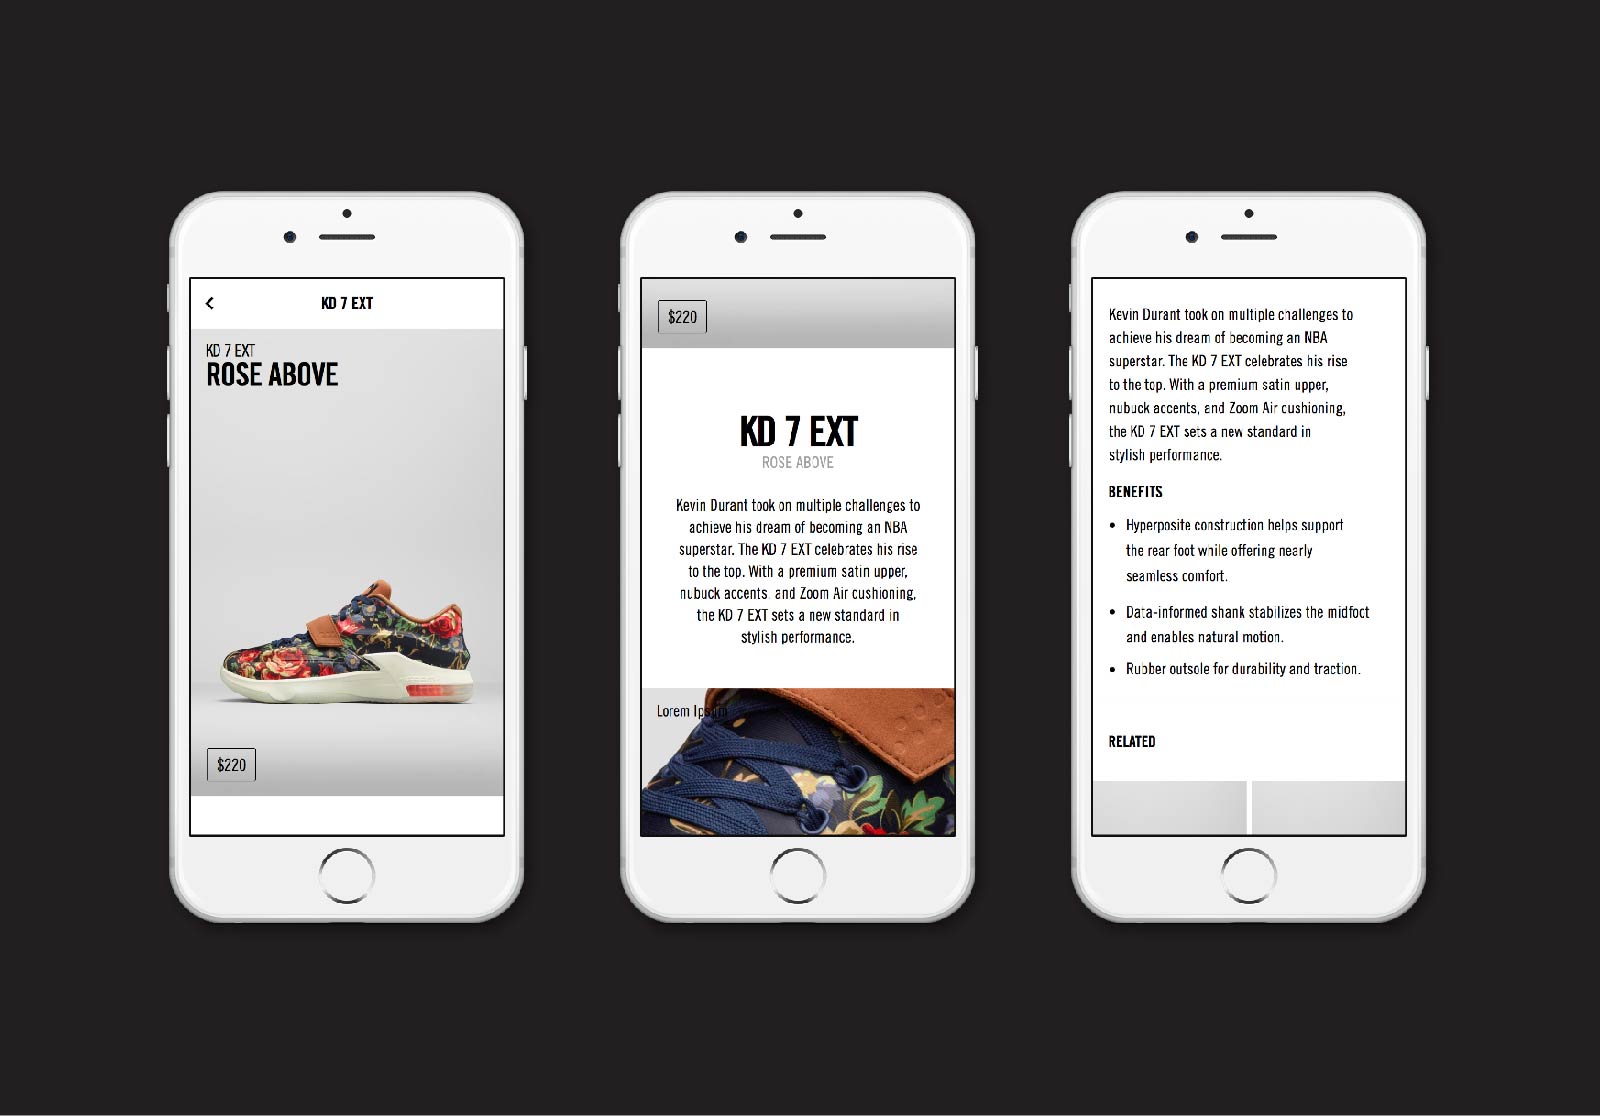 KD 7 EXT
KD 7 EXT
ROSE ABOVE
$220
$220
KD 7 EXT
ROSE ABOVE
Kevin Durant took on multiple challenges to
achieve his dream of becoming an NBA
superstar. The KD 7 EXT celebrates his rise
to the top. With a premium satin upper,
nubuck accents, and Zoom Air cushioning,
the KD 7 EXT sets a new standard in
stylish performance.
Lorem Ipsum
Kevin Durant took on multiple challenges to
achieve his dream of becoming an NBA
superstar. The KD 7 EXT celebrates his rise
to the top. With a premium satin upper,
nubuck accents, and Zoom Air cushioning,
the KD 7 EXT sets a new standard in
stylish performance.
BENEFITS
• Hyperposite construction helps support
the rear foot while offering nearly
seamless comfort.
• Data-informed shank stabilizes the midfoot
and enables natural motion.
• Rubber outsole for durability and traction.
RELATED